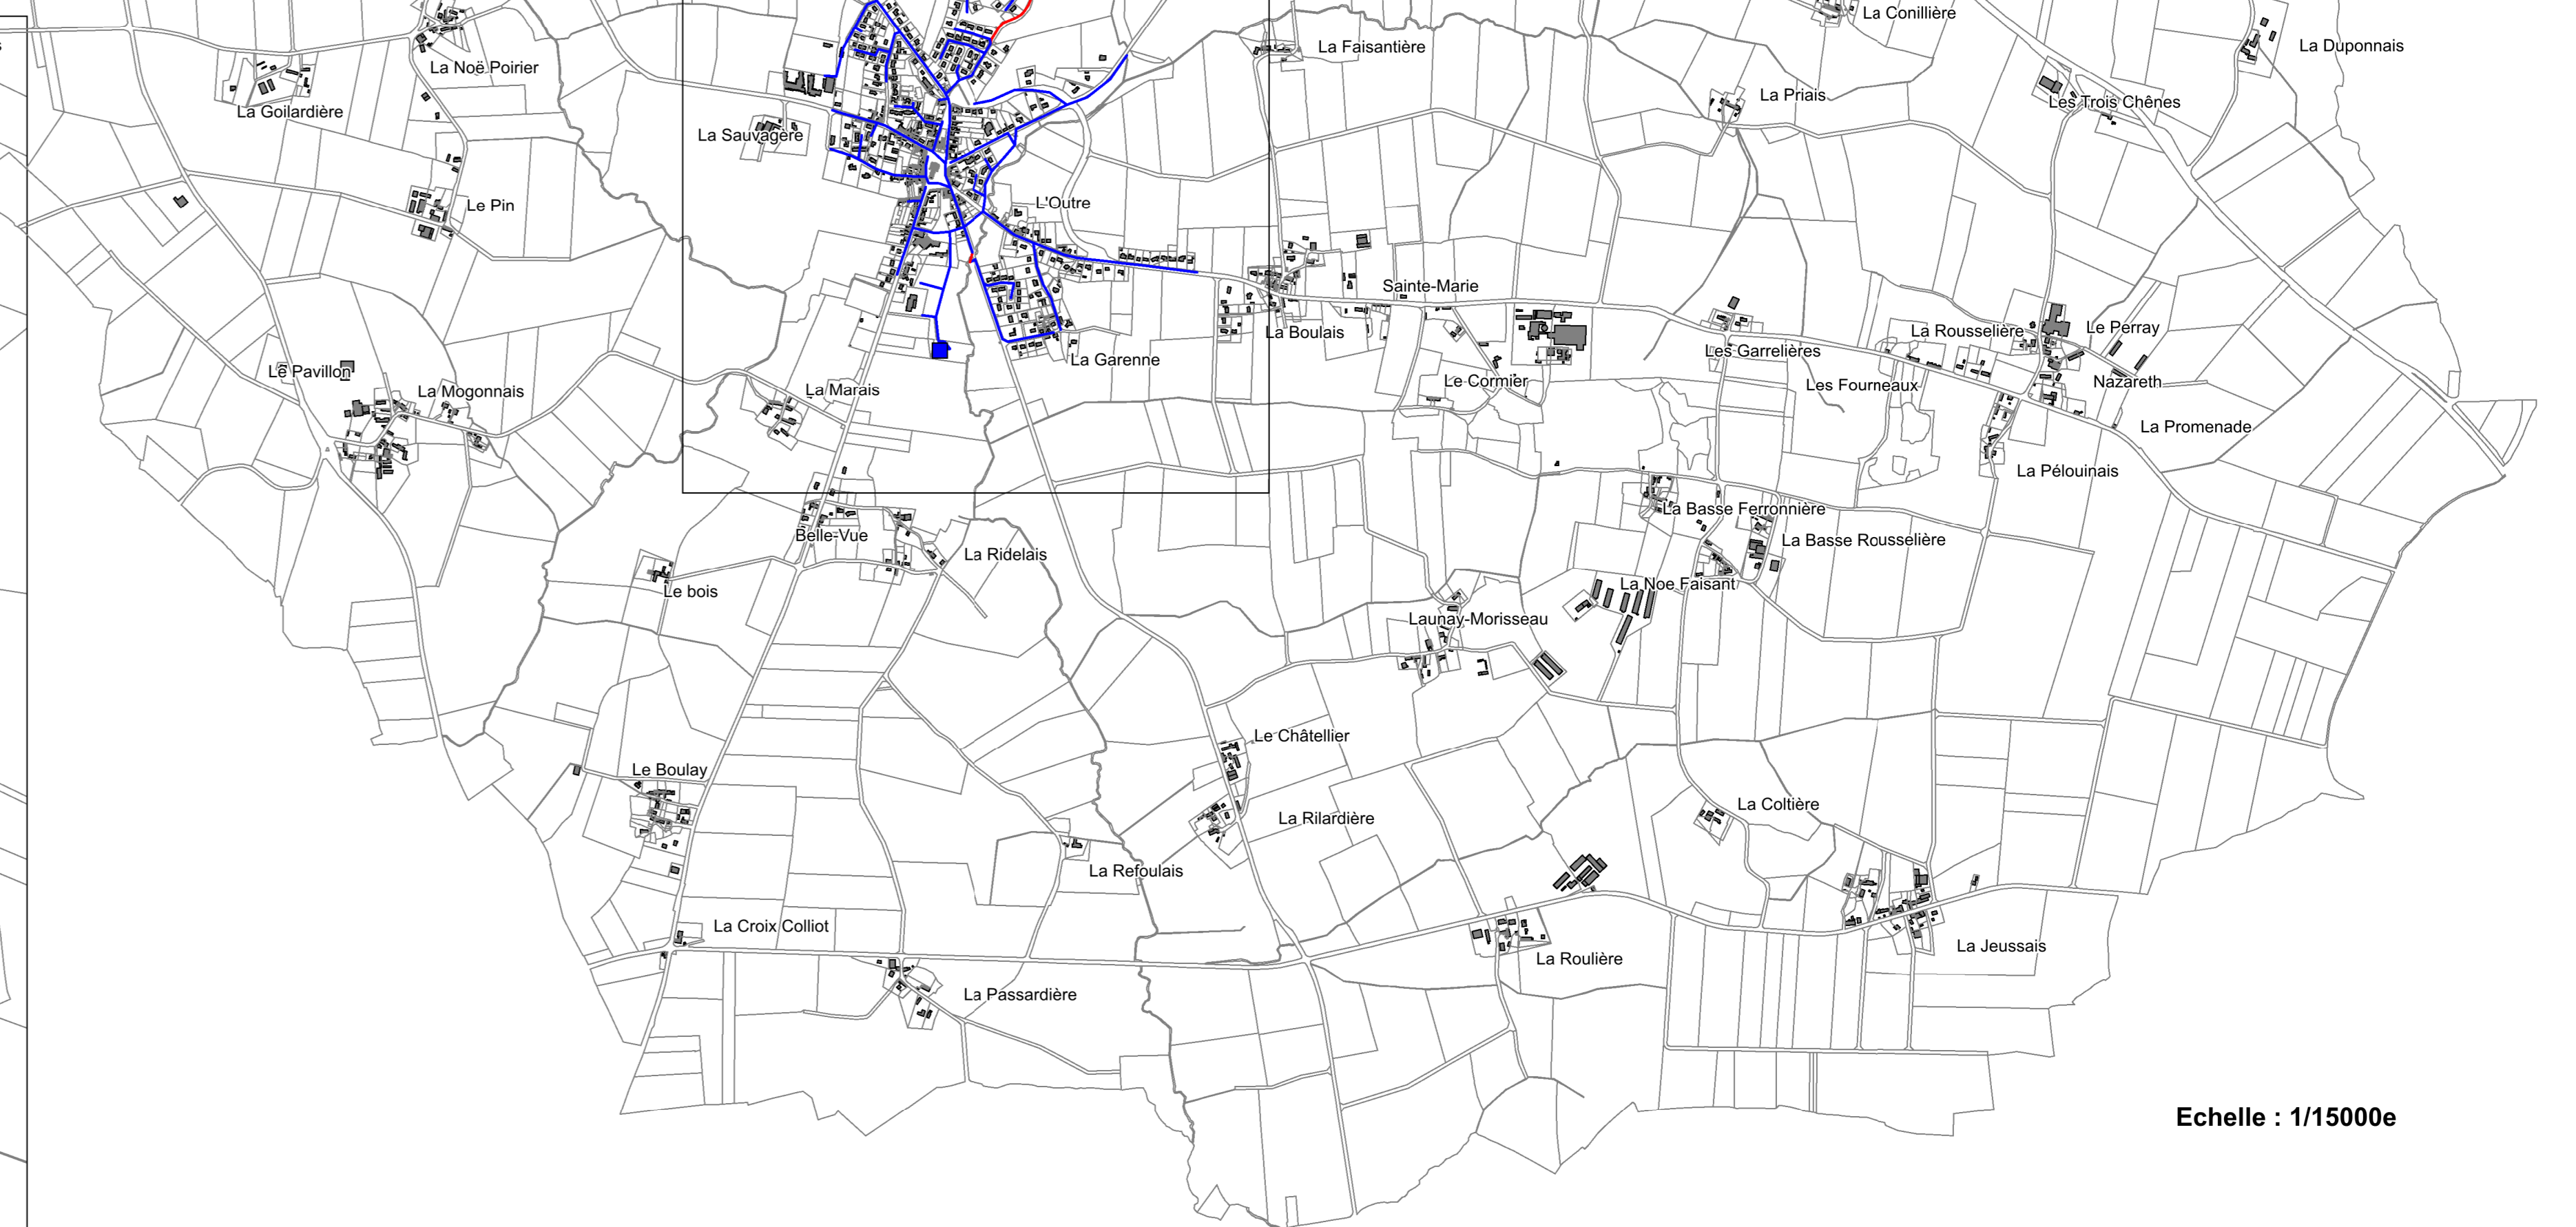 La Conillière
La Faisantière
La Duponnais
La Noë Poirier
La Priais
Les Trois Chênes
La Goilardière
La Sauvagère
L'Outre
Le Pin
Sainte-Marie
La Rousselière
Le Perray
La Boulais
Les Garrelières
La Garenne
Le Pavillon
Le Cormier
Nazareth
Les Fourneaux
La Marais
La Mogonnais
La Promenade
La Pélouinais
La Basse Ferronnière
Belle-Vue
La Basse Rousselière
La Ridelais
La Noe Faisant
Le bois
Launay-Morisseau
Le Châtellier
Le Boulay
La Coltière
La Rilardière
La Refoulais
La Croix Colliot
La Jeussais
La Roulière
La Passardière
Echelle : 1/15000e